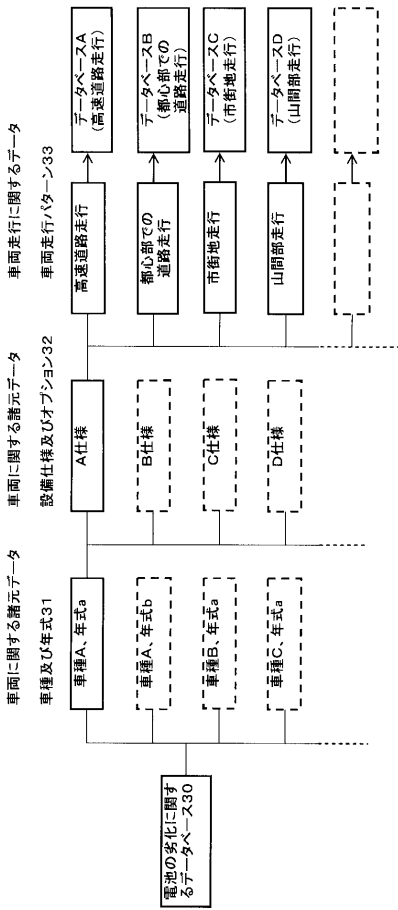 電池の劣化に関す
るデータベース30
車両に関する諸元データ
車種及び年式31
車種A、年式a
車種A、年式b
車種B、年式a
車種C、年式a
車両に関する諸元データ
設備仕様及びオプション32
A仕様
B仕様
C仕様
D仕様
車両走行に関するデータ
車両走行パターン33
高速道路走行
都心部での
道路走行
市街地走行
山間部走行
データベースA
(高速道路走行)
データベースB
(都心部での
道路走行)
データベースC
(市街地走行)
データベースD
(山間部走行)